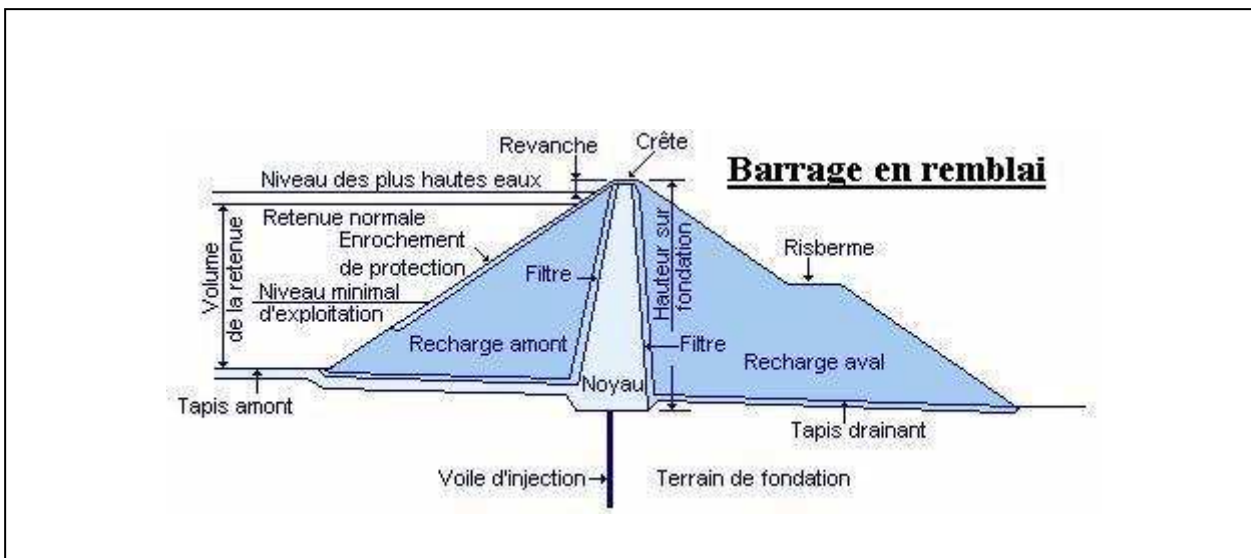 Revanche
Crête
Barrage en remblai
Niveau des plus hautes eaux
Retenue normale
Enrochement
de protection
Volume
de la retenue
Niveau minimal
d'exploitation
Filtre
Hauteur sur
fondation
Risberme
Recharge amont
Filtre
Recharge aval
Noyau
Tapis amont
Tapis drainant
Voile d'injection
Terrain de fondation